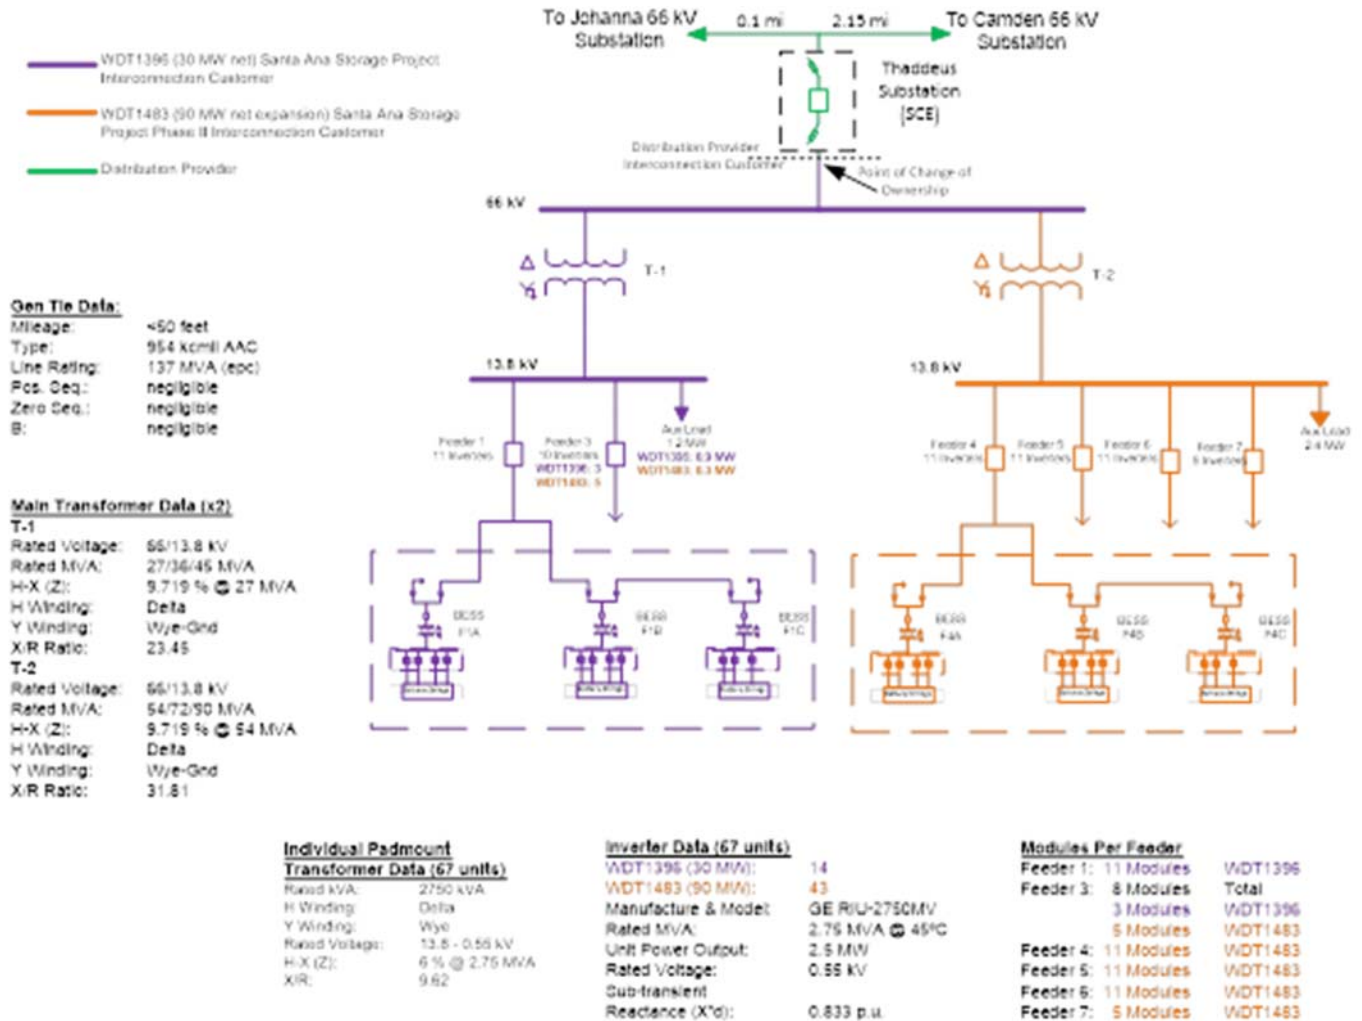 To Johanna 66 kV
Substation
0.1 mi
2.15 mi
To Camden 66 kV
Substation
WDT1396 (30 MW net) Santa Ana Storage Project
Interconnection Customer
WDT1483 (90 MW net expansion) Santa Ana Storage
Project Phase II Interconnection Customer
Distribution Provider
Thaddeus
Substation
(SCE)
Distribution Provider
Interconnection Customer
Point of Change of
Ownership
66 kV
T-1
T-2
Gen Tie Data:
Mileage: <50 feet
Type: 954 kcmil AAC
Line Rating: 137 MVA (epc)
Pos. Seq.: negligible
Zero Seq.: negligible
B: negligible
13.8 kV
13.8 kV
Feeder 1
11 Inverters
Feeder 3
10 Inverters
WDT1396: 3
WDT1483: 5
Aux Load
1.2 MW
WDT1396: 0.9 MW
WDT1483: 0.3 MW
Feeder 4
11 Inverters
Feeder 5
11 Inverters
Feeder 6
11 Inverters
Feeder 7
5 Inverters
Aux Load
2.4 MW
Main Transformer Data (x2)
T-1
Rated Voltage: 66/13.8 kV
Rated MVA: 27/36/45 MVA
H-X (Z): 9.719 % @ 27 MVA
H Winding: Delta
Y Winding: Wye-Gnd
X/R Ratio: 23.45
T-2
Rated Voltage: 66/13.8 kV
Rated MVA: 54/72/90 MVA
H-X (Z): 9.719 % @ 54 MVA
H Winding: Delta
Y Winding: Wye-Gnd
X/R Ratio: 31.81
BESS
F1A
BESS
F1B
BESS
F1C
BESS
F4A
BESS
F4B
BESS
F4C
Individual Padmount
Transformer Data (67 units)
Rated kVA: 2750 kVA
H Winding: Delta
Y Winding: Wye
Rated Voltage: 13.8 - 0.55 kV
H-X (Z): 6 % @ 2.75 MVA
X/R: 9.62
Inverter Data (67 units)
WDT1396 (30 MW): 14
WDT1483 (90 MW): 43
Manufacture & Model: GE RIU-2750MV
Rated MVA: 2.75 MVA @ 45ºC
Unit Power Output: 2.5 MW
Rated Voltage: 0.55 kV
Sub-transient
Reactance (X"d): 0.833 p.u.
Modules Per Feeder
Feeder 1: 11 Modules WDT1396
Feeder 3: 8 Modules Total
3 Modules WDT1396
5 Modules WDT1483
Feeder 4: 11 Modules WDT1483
Feeder 5: 11 Modules WDT1483
Feeder 6: 11 Modules WDT1483
Feeder 7: 5 Modules WDT1483